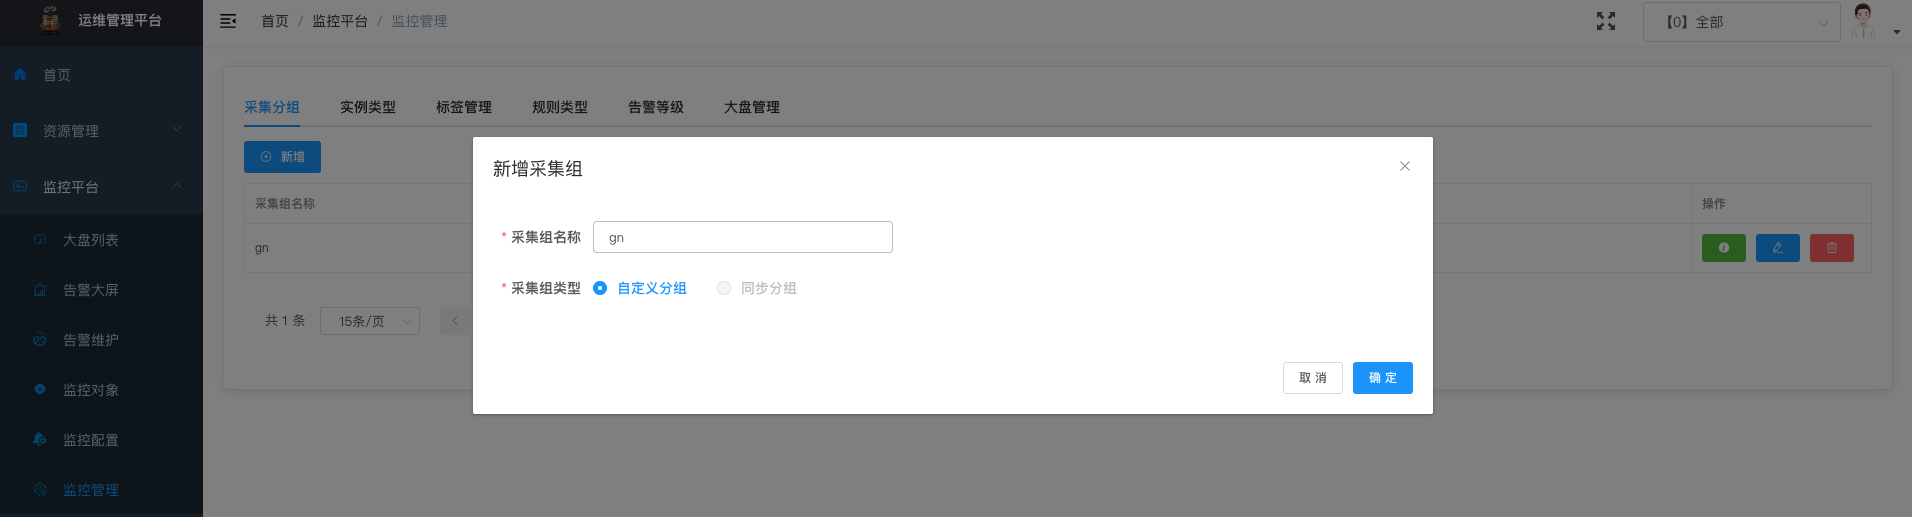 运维管理平台
首页 / 监控平台 / 监控管理
【0】全部
首页
资源管理
监控平台
大盘列表
告警大屏
告警维护
监控对象
监控配置
监控管理
采集分组 实例类型 标签管理 规则类型 告警等级 大盘管理
新增
采集组名称 操作
gn
共 1 条 15条/页
新增采集组
* 采集组名称 gn
* 采集组类型 自定义分组 同步分组
取 消 确 定